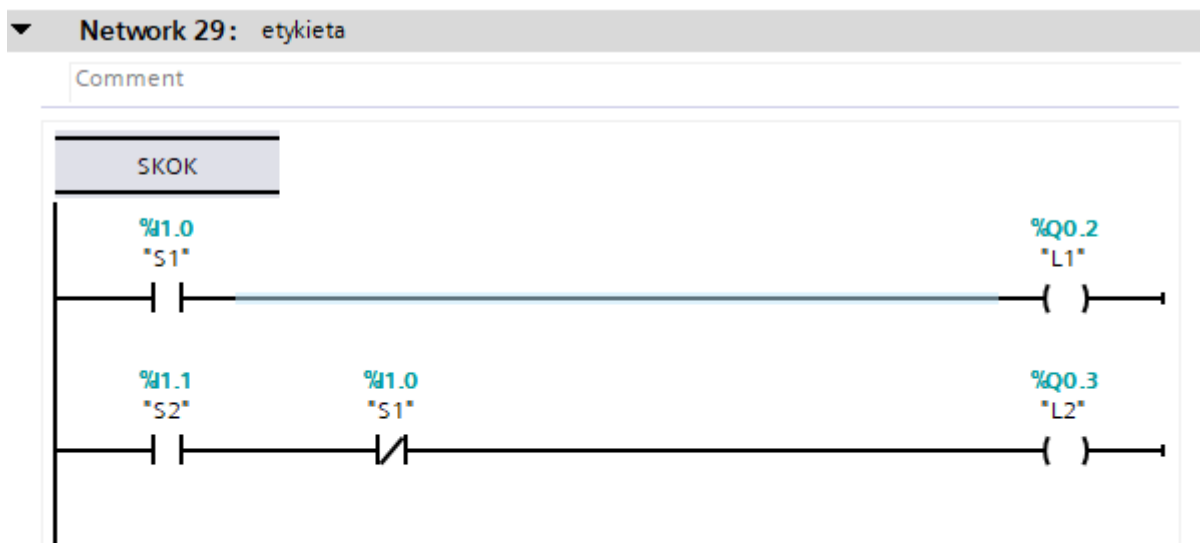 Network 29: etykieta
Comment
SKOK
%I1.0 %Q0.2
"S1" "L1"
%I1.1 %I1.0 %Q0.3
"S2" "S1" "L2"